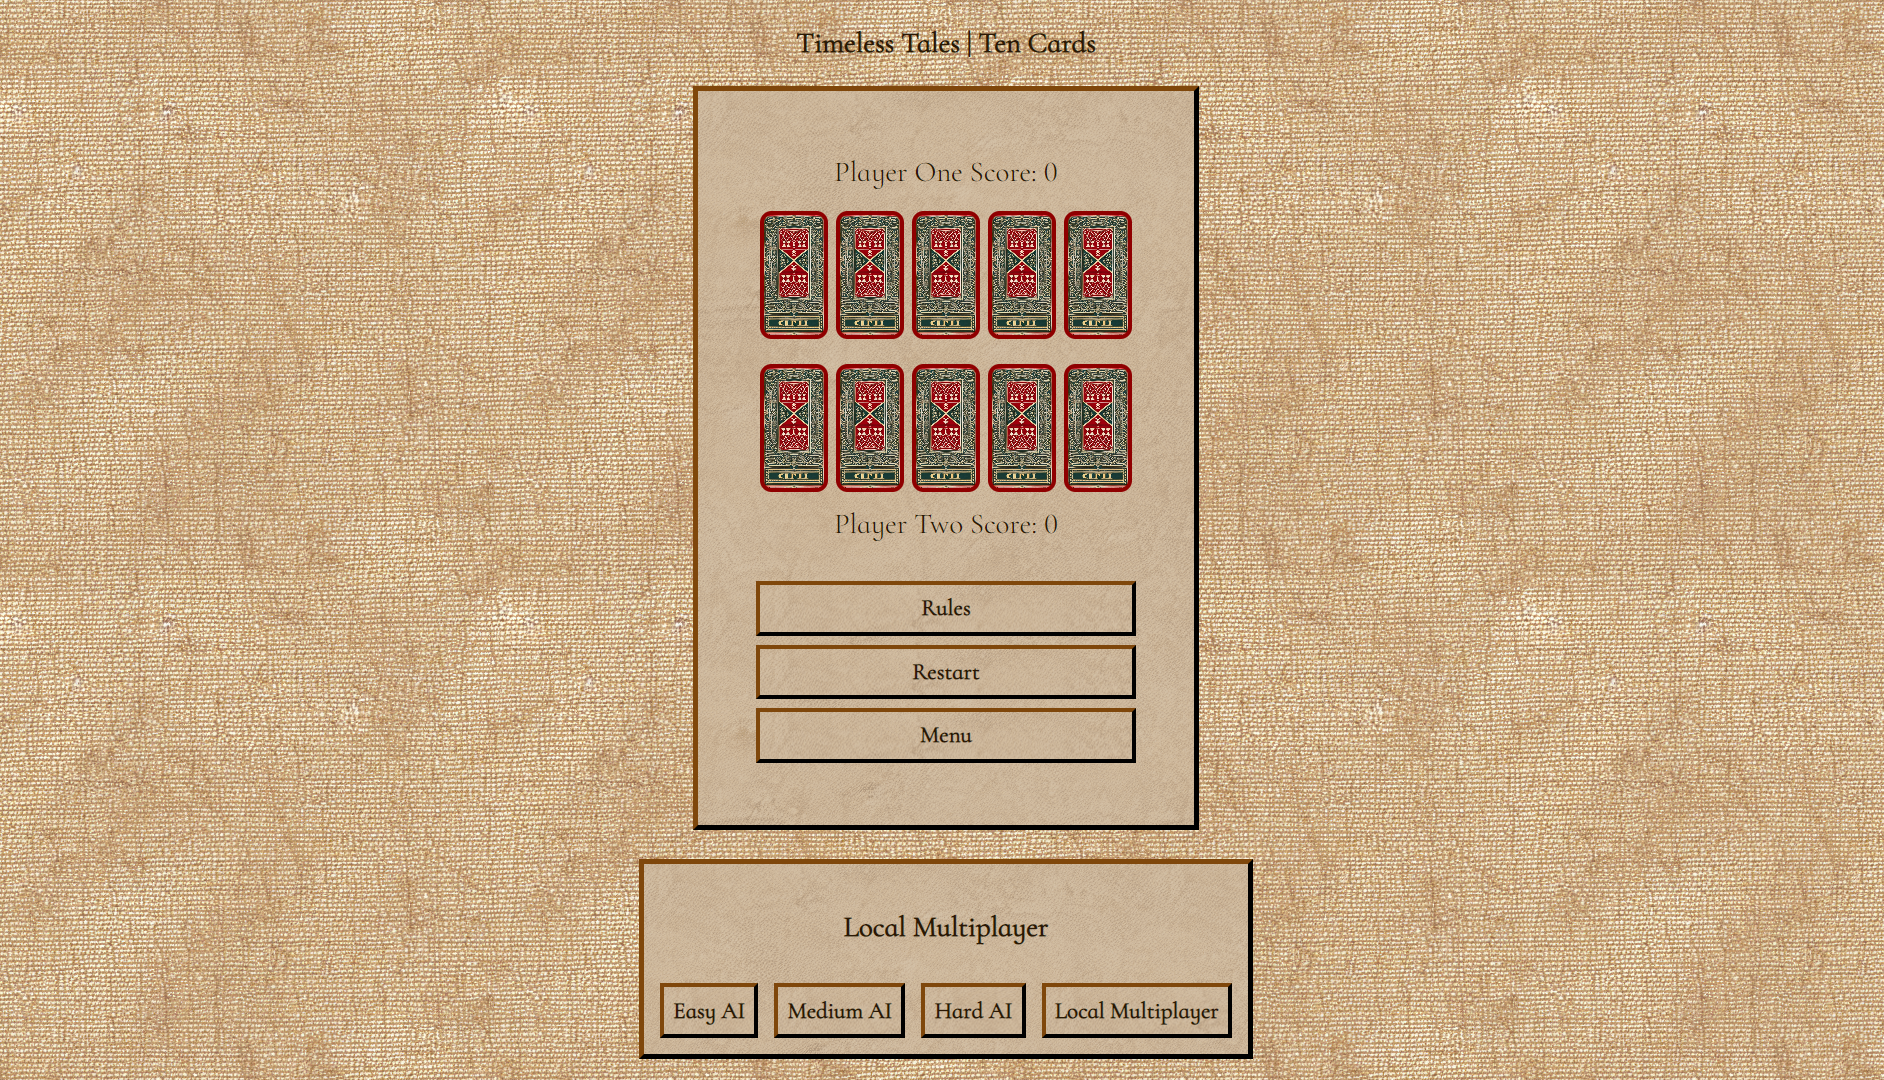 Timeless Tales | Ten Cards
Player One Score: 0
Player Two Score: 0
Rules
Restart
Menu
Local Multiplayer
Easy AI
Medium AI
Hard AI
Local Multiplayer